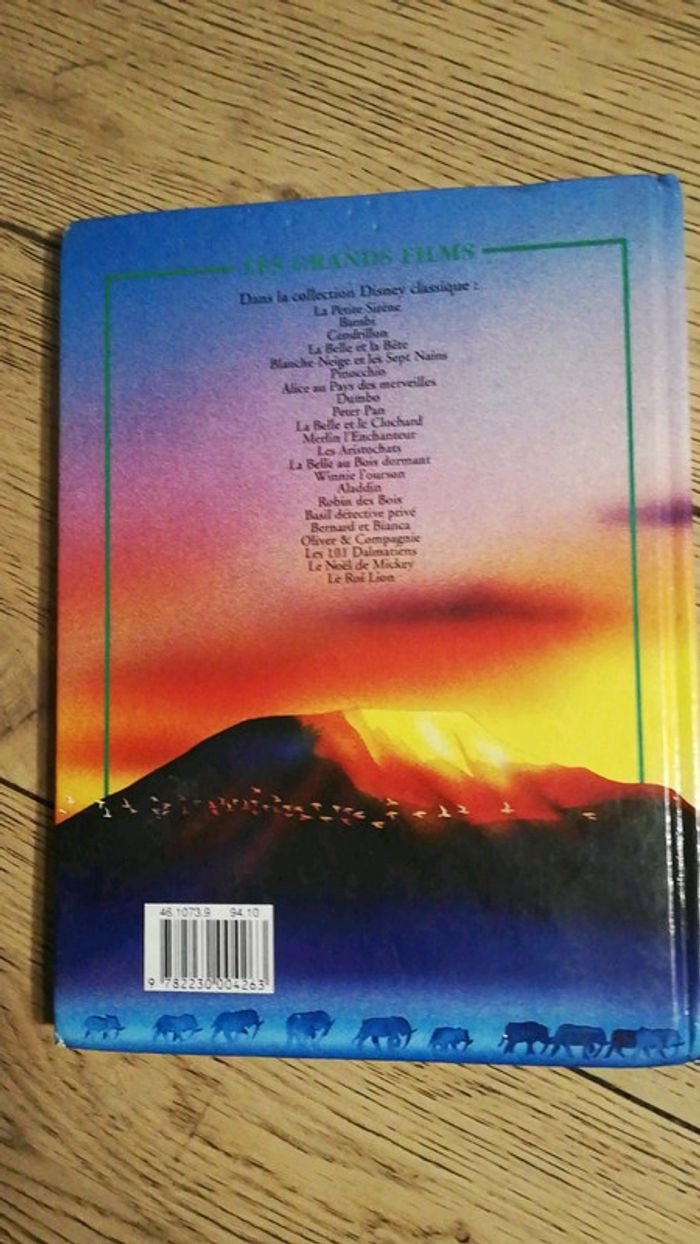 LES GRANDS FILMS
Dans la collection Disney classique :
La Petite Sirène
Bambi
Cendrillon
La Belle et la Bête
Blanche-Neige et les Sept Nains
Pinocchio
Alice au Pays des merveilles
Dumbo
Peter Pan
La Belle et le Clochard
Merlin l'Enchanteur
Les Aristochats
La Belle au Bois dormant
Winnie l'ourson
Aladdin
Robin des Bois
Basil détective privé
Bernard et Bianca
Oliver & Compagnie
Les 101 Dalmatiens
Le Noël de Mickey
Le Roi Lion
46.1073.9 94.10
9 782230 004263